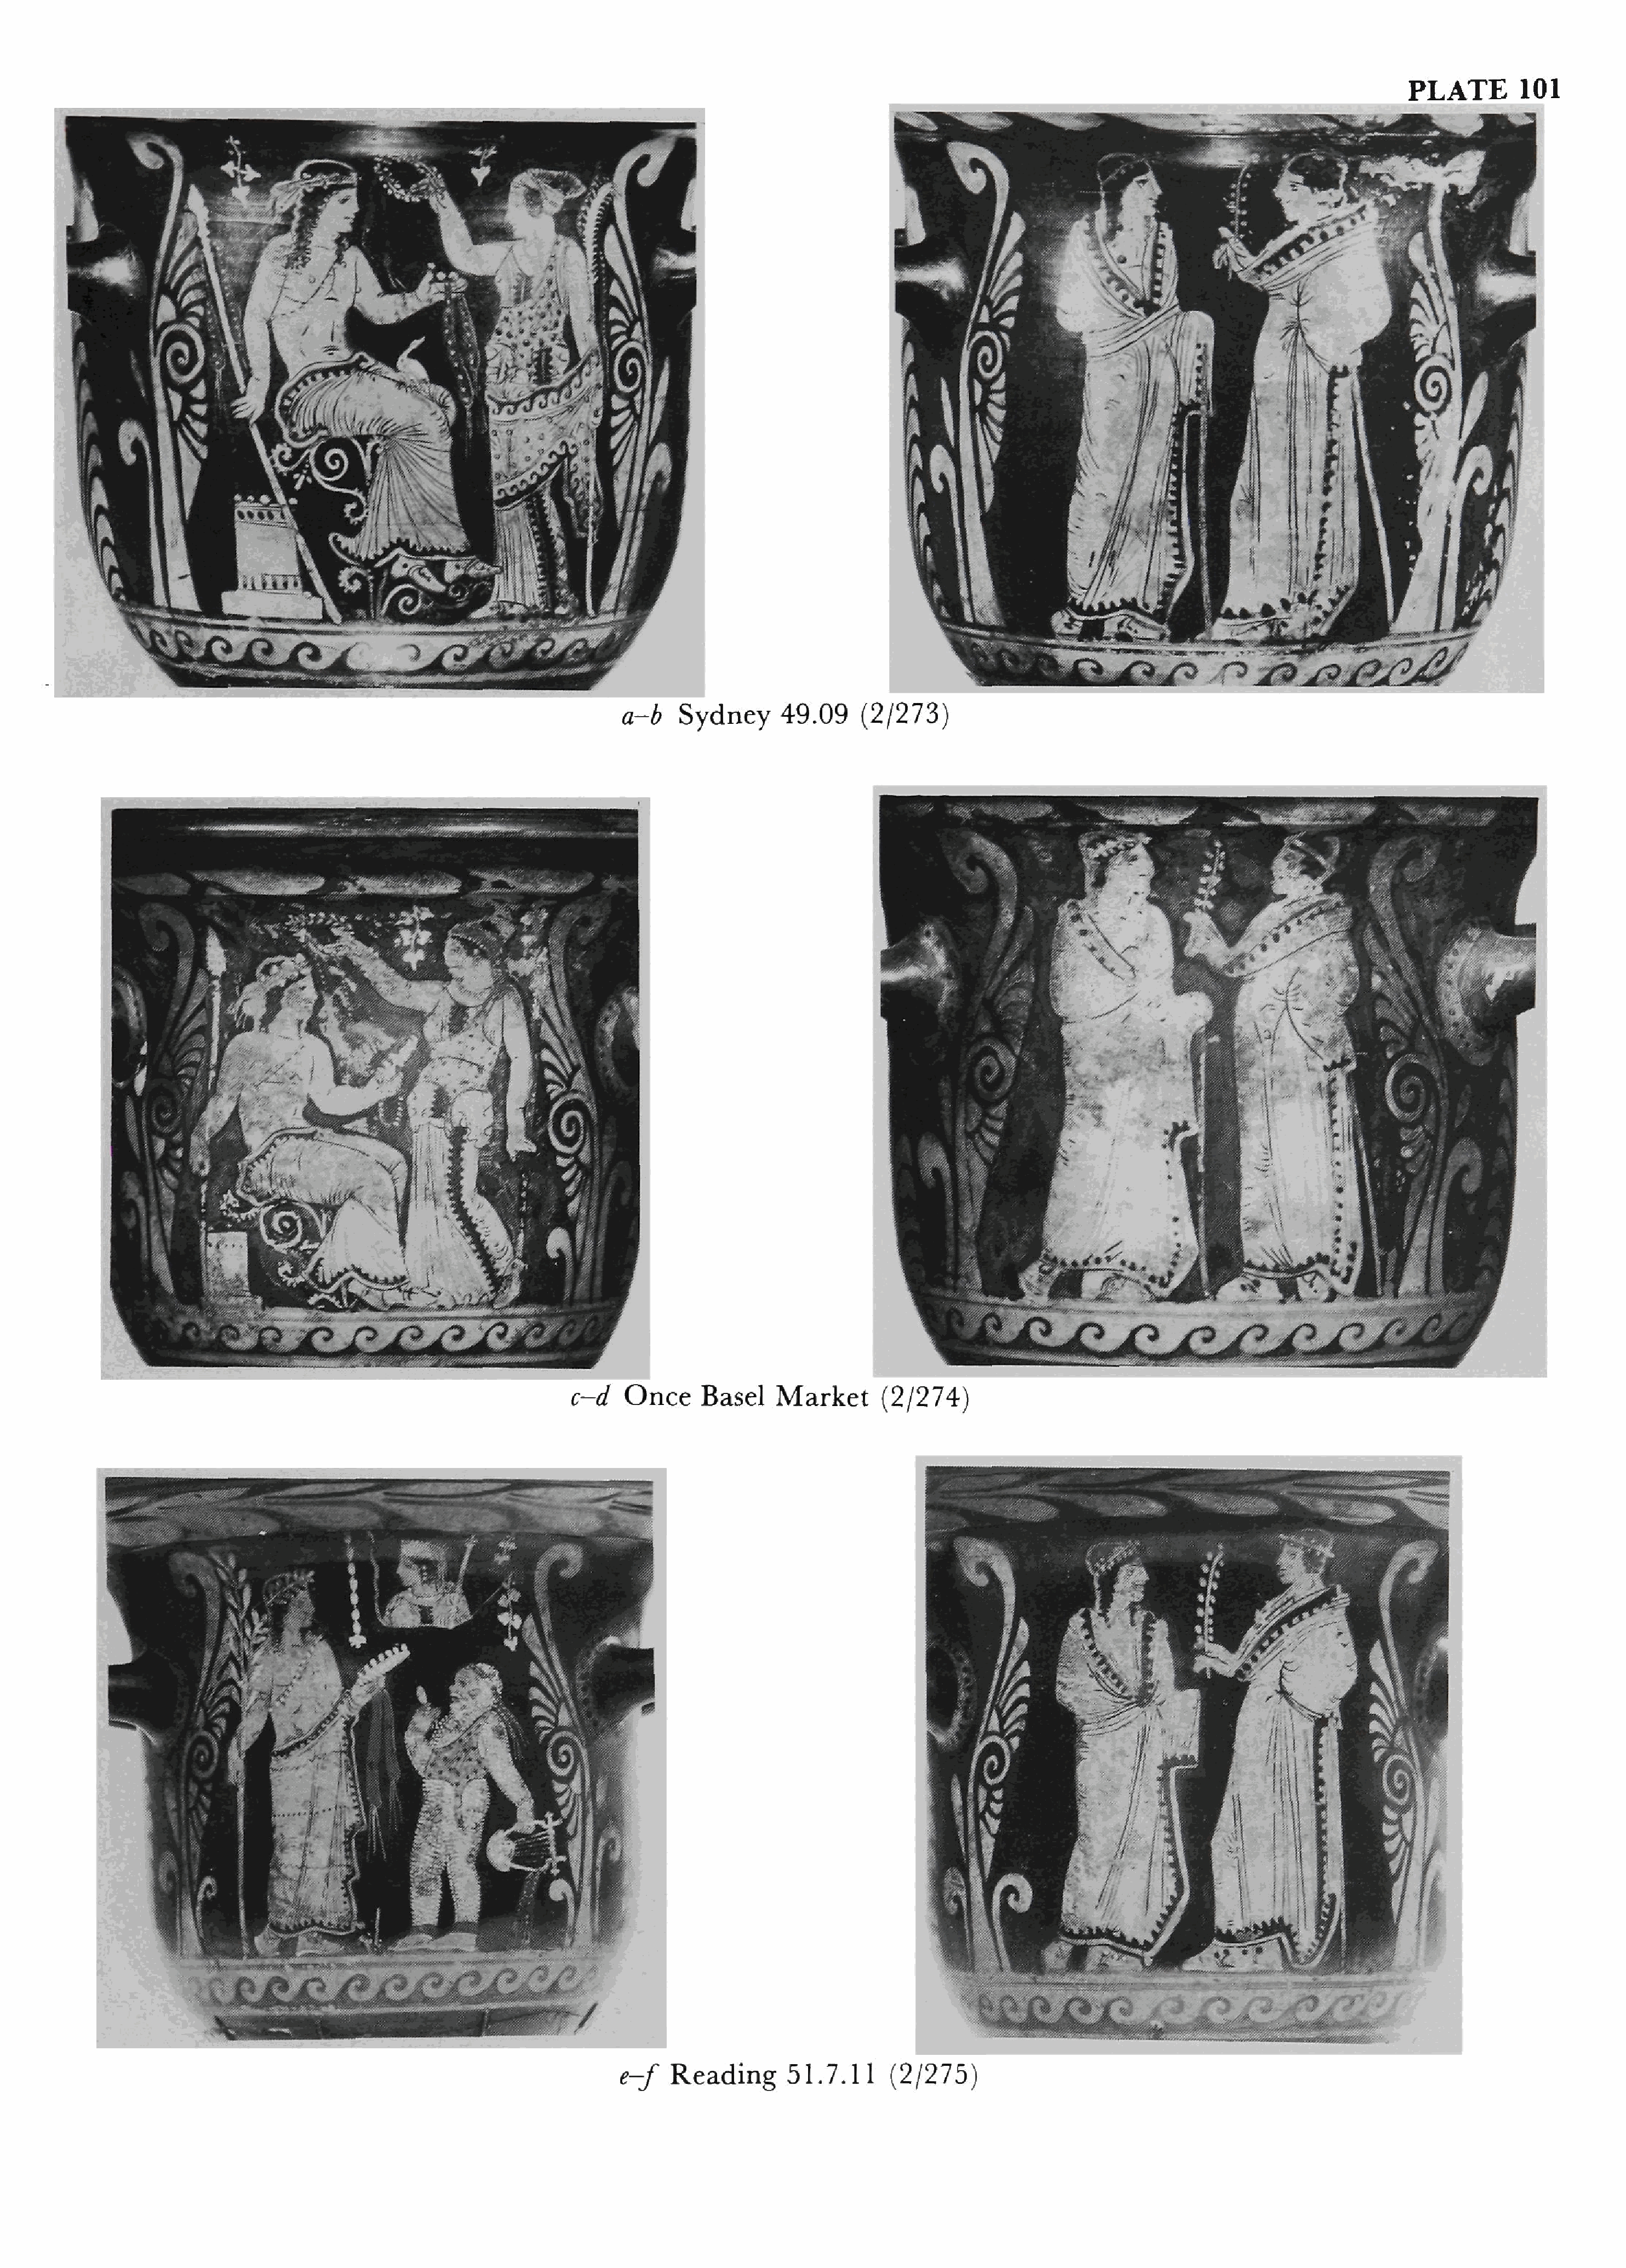 PLATE 101
a–b Sydney 49.09 (2/273)
c–d Once Basel Market (2/274)
e–f Reading 51.7.11 (2/275)